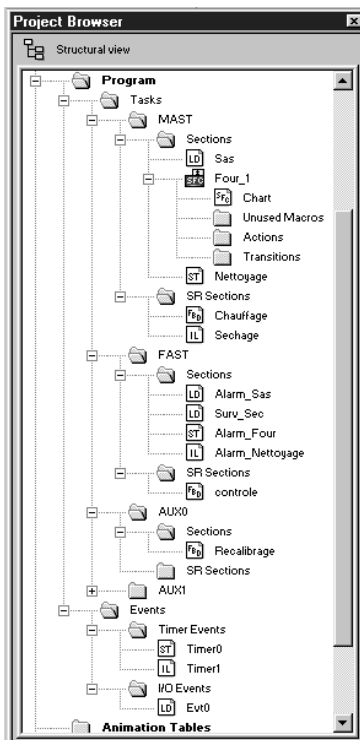 Project Browser
Structural view
Program
Tasks
MAST
Sections
LD Sas
SFC Four_1
SFC Chart
Unused Macros
Actions
Transitions
ST Nettoyage
SR Sections
FBD Chauffage
IL Sechage
FAST
Sections
LD Alarm_Sas
LD Surv_Sec
ST Alarm_Four
IL Alarm_Nettoyage
SR Sections
FBD controle
AUX0
Sections
FBD Recalibrage
SR Sections
AUX1
Events
Timer Events
ST Timer0
IL Timer1
I/O Events
LD Evt0
Animation Tables